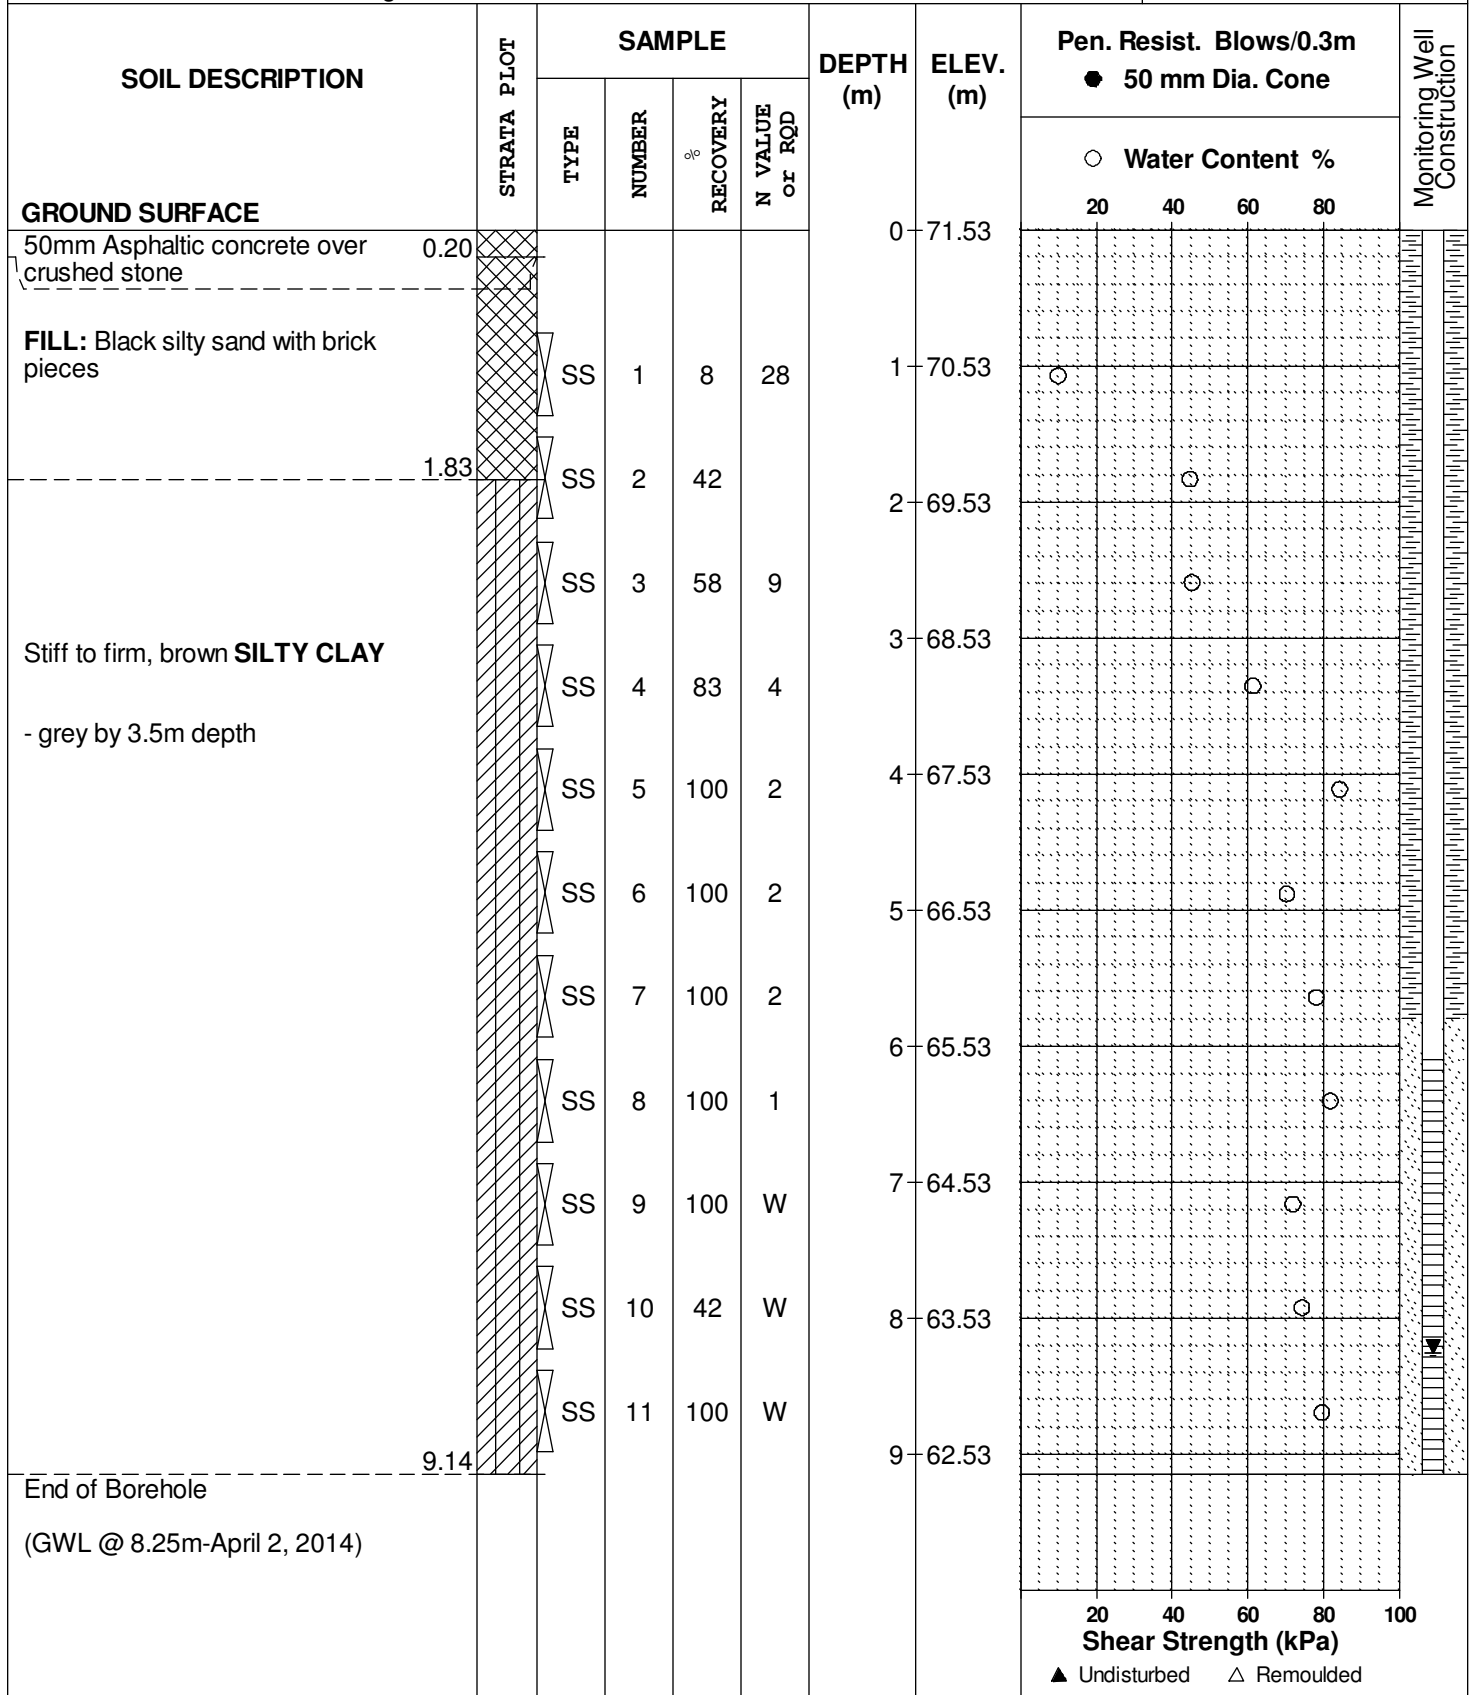 SOIL DESCRIPTION
STRATA PLOT
SAMPLE
TYPE
NUMBER
% RECOVERY
N VALUE or RQD
DEPTH (m)
ELEV. (m)
Pen. Resist. Blows/0.3m
● 50 mm Dia. Cone
○ Water Content %
20 40 60 80
Monitoring Well Construction
GROUND SURFACE
0 71.53
50mm Asphaltic concrete over 0.20
crushed stone
FILL: Black silty sand with brick
pieces
SS 1 8 28
1 70.53
1.83
SS 2 42
2 69.53
SS 3 58 9
3 68.53
Stiff to firm, brown SILTY CLAY
SS 4 83 4
- grey by 3.5m depth
4 67.53
SS 5 100 2
SS 6 100 2
5 66.53
SS 7 100 2
6 65.53
SS 8 100 1
7 64.53
SS 9 100 W
SS 10 42 W
8 63.53
SS 11 100 W
9 62.53
9.14
End of Borehole
(GWL @ 8.25m-April 2, 2014)
20 40 60 80 100
Shear Strength (kPa)
▲ Undisturbed △ Remoulded